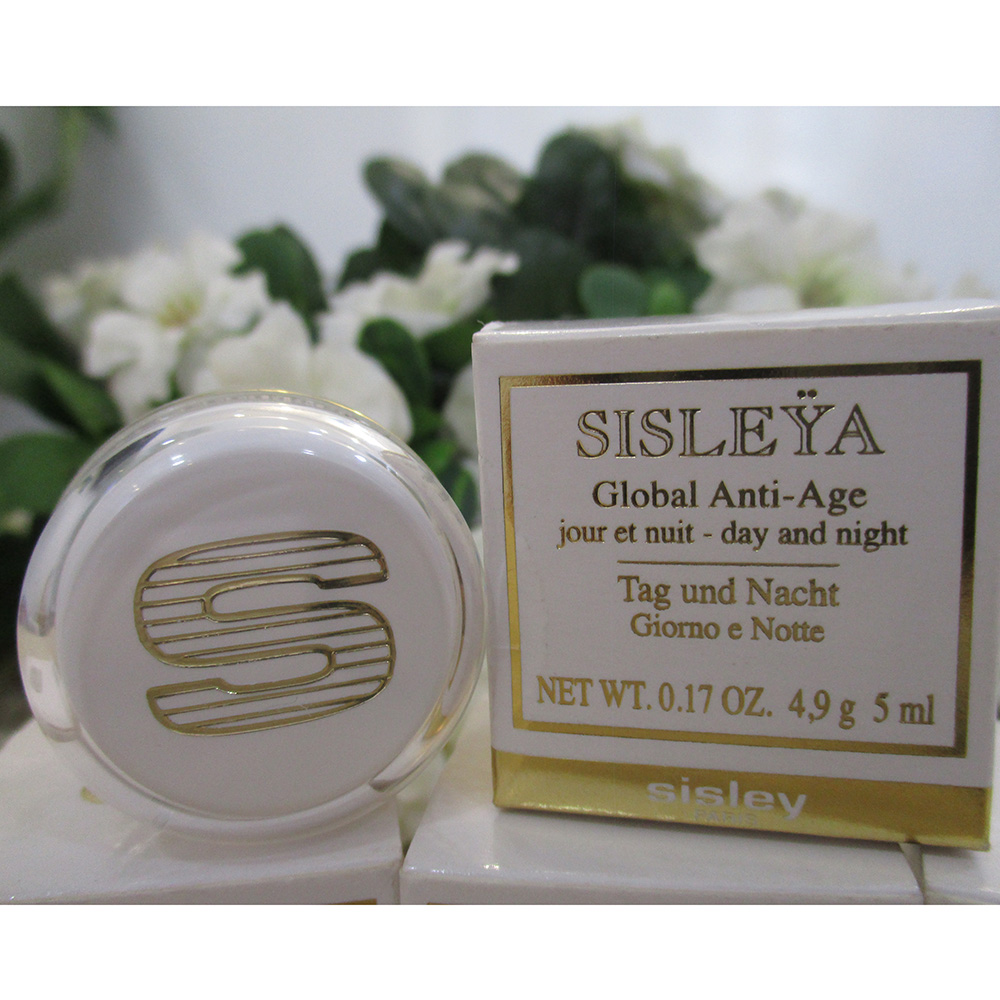 S
SISLEŸA
Global Anti-Age
jour et nuit - day and night
Tag und Nacht
Giorno e Notte
NET WT. 0.17 OZ. 4,9 g 5 ml
sisley
PARIS